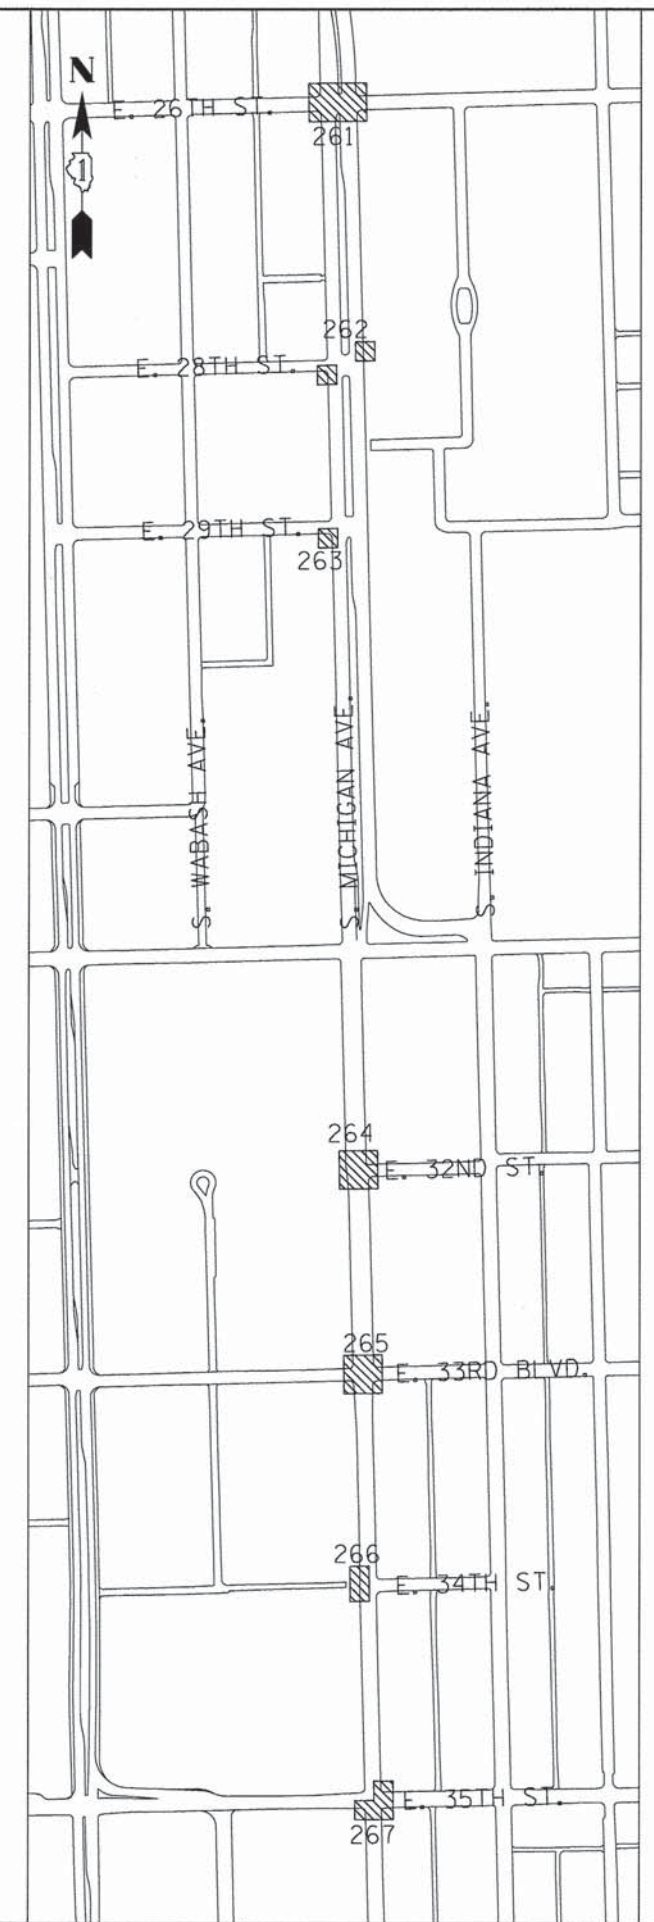 N
E. 26TH ST.
261
1
262
E. 28TH ST.
E. 29TH ST.
263
S. WABASH AVE.
S. MICHIGAN AVE.
S. INDIANA AVE.
264
E. 32ND ST.
265
E. 33RD BLVD.
266
E. 34TH ST.
E. 35TH ST.
267